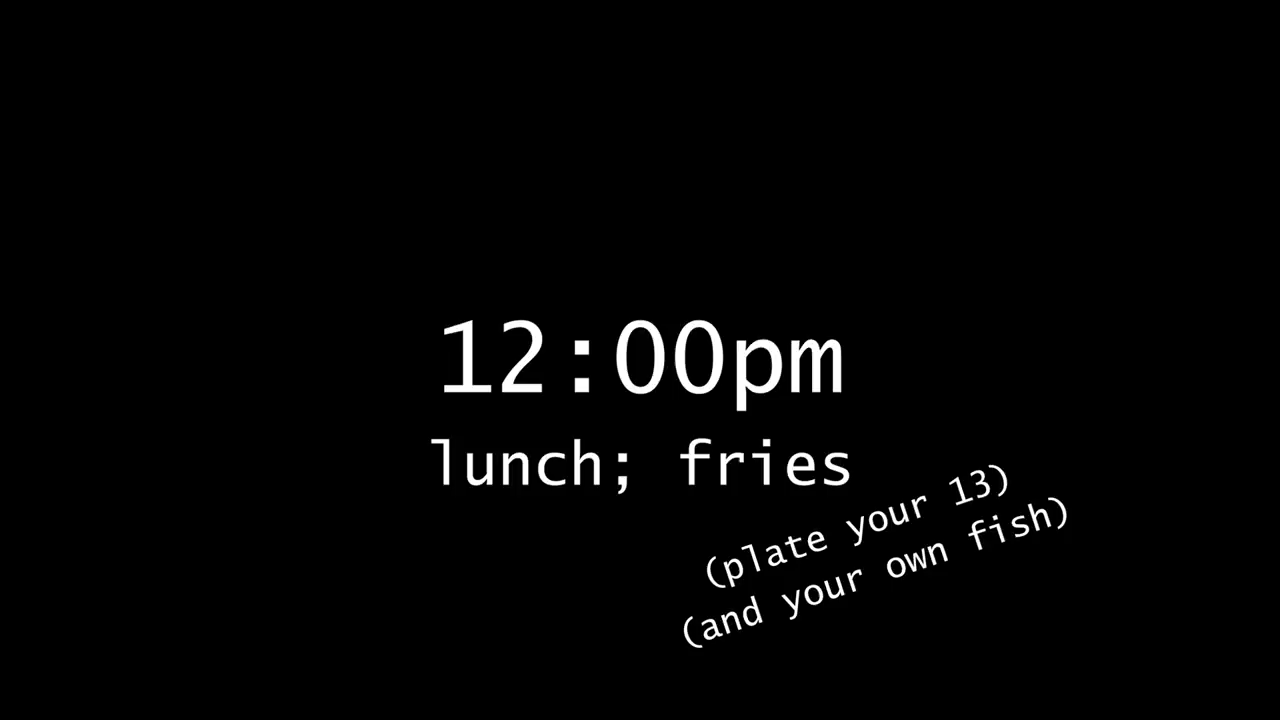 12:00pm
lunch; fries
(plate your 13)
(and your own fish)